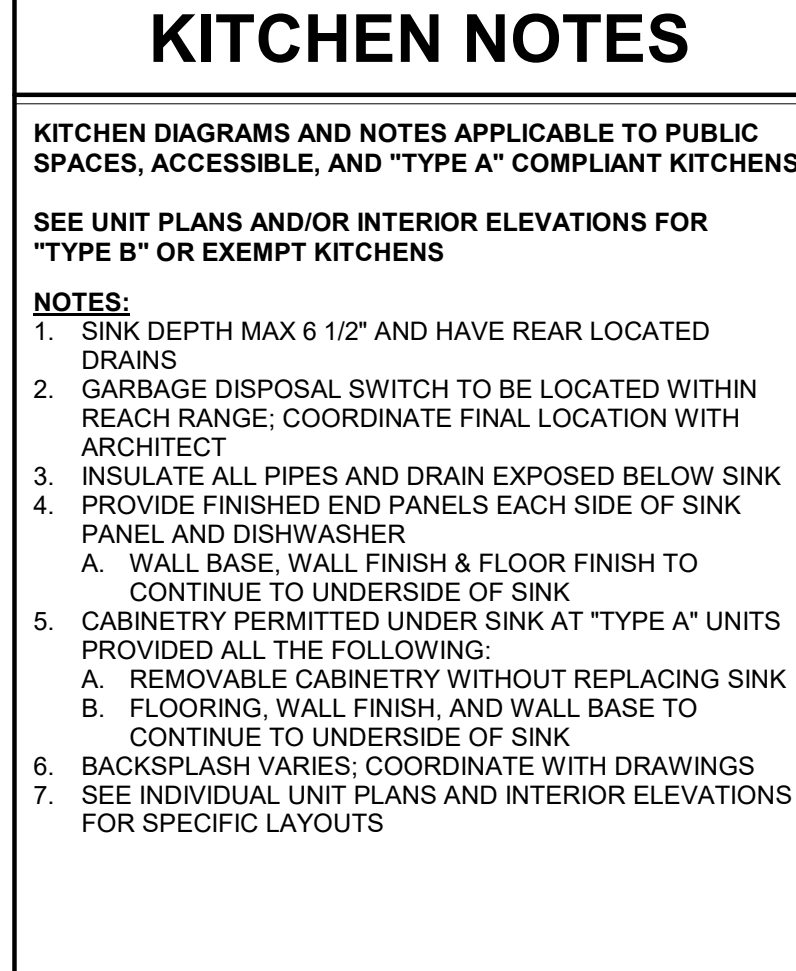 KITCHEN NOTES
KITCHEN DIAGRAMS AND NOTES APPLICABLE TO PUBLIC
SPACES, ACCESSIBLE, AND "TYPE A" COMPLIANT KITCHENS
SEE UNIT PLANS AND/OR INTERIOR ELEVATIONS FOR
"TYPE B" OR EXEMPT KITCHENS
NOTES:
1. SINK DEPTH MAX 6 1/2" AND HAVE REAR LOCATED
DRAINS
2. GARBAGE DISPOSAL SWITCH TO BE LOCATED WITHIN
REACH RANGE; COORDINATE FINAL LOCATION WITH
ARCHITECT
3. INSULATE ALL PIPES AND DRAIN EXPOSED BELOW SINK
4. PROVIDE FINISHED END PANELS EACH SIDE OF SINK
PANEL AND DISHWASHER
A. WALL BASE, WALL FINISH & FLOOR FINISH TO
CONTINUE TO UNDERSIDE OF SINK
5. CABINETRY PERMITTED UNDER SINK AT "TYPE A" UNITS
PROVIDED ALL THE FOLLOWING:
A. REMOVABLE CABINETRY WITHOUT REPLACING SINK
B. FLOORING, WALL FINISH, AND WALL BASE TO
CONTINUE TO UNDERSIDE OF SINK
6. BACKSPLASH VARIES; COORDINATE WITH DRAWINGS
7. SEE INDIVIDUAL UNIT PLANS AND INTERIOR ELEVATIONS
FOR SPECIFIC LAYOUTS